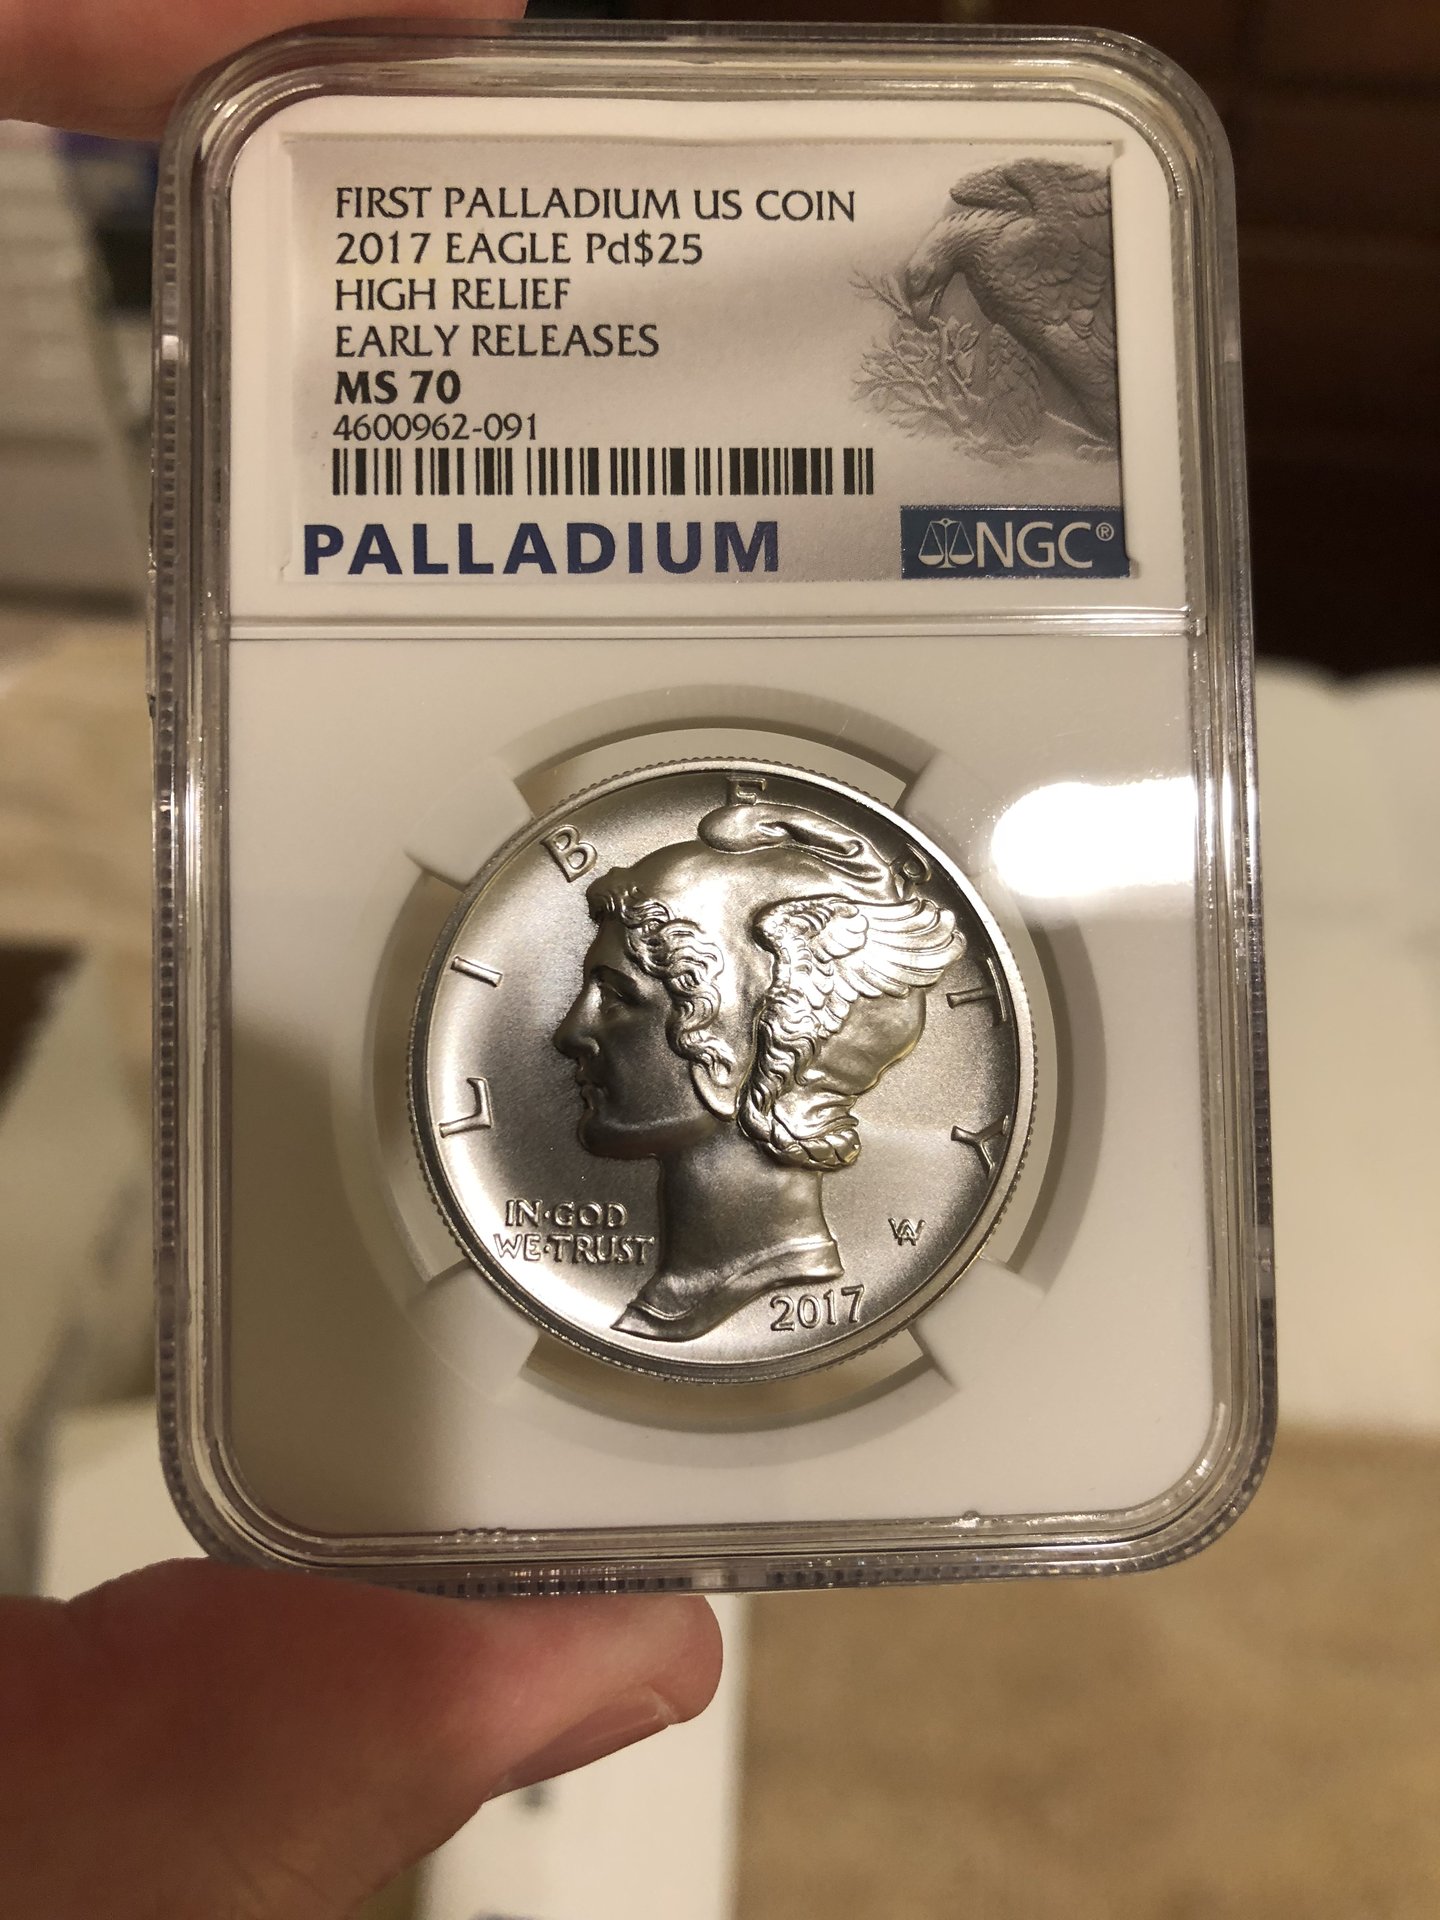 FIRST PALLADIUM US COIN
2017 EAGLE Pd$25
HIGH RELIEF
EARLY RELEASES
MS 70
4600962-091
PALLADIUM
NGC®
LIBERTY
IN·GOD
WE·TRUST
AW
2017